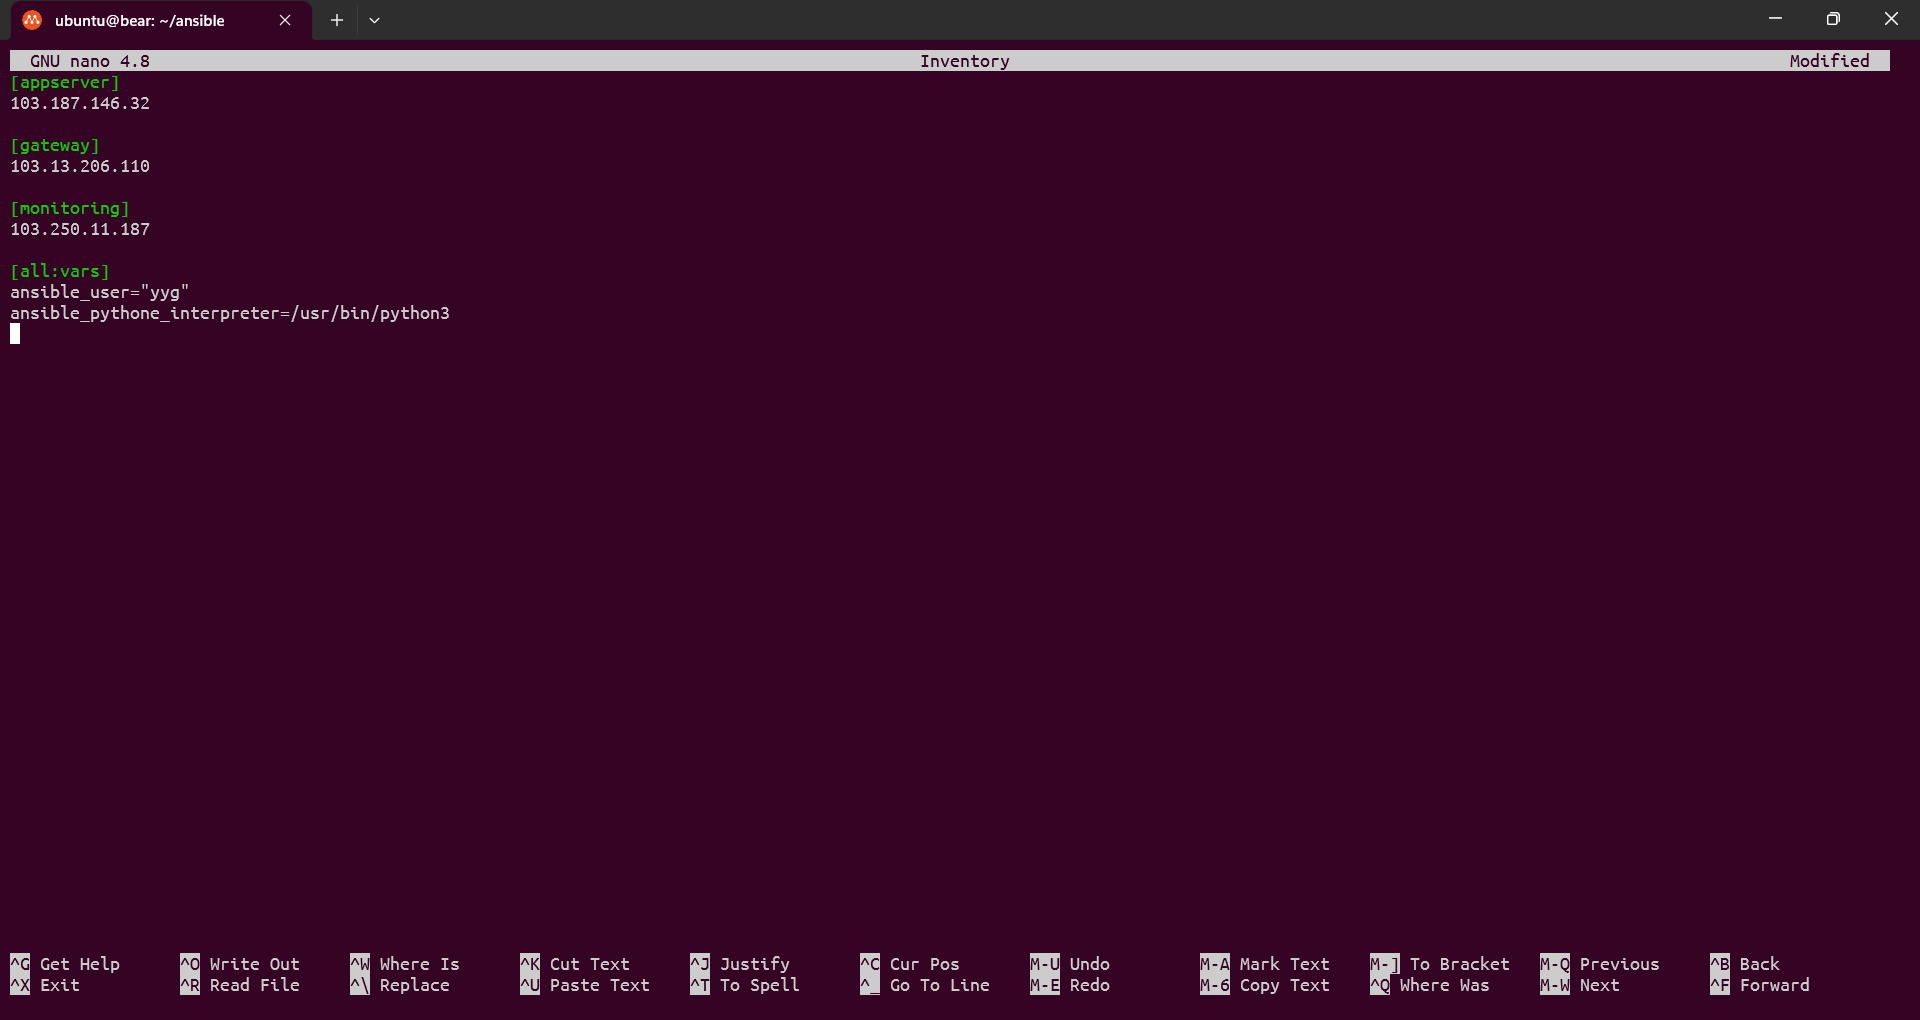 ubuntu@bear: ~/ansible
GNU nano 4.8 Inventory Modified
[appserver]
103.187.146.32
[gateway]
103.13.206.110
[monitoring]
103.250.11.187
[all:vars]
ansible_user="yyg"
ansible_pythone_interpreter=/usr/bin/python3
^G Get Help ^O Write Out ^W Where Is ^K Cut Text ^J Justify ^C Cur Pos M-U Undo M-A Mark Text M-] To Bracket M-Q Previous ^B Back
^X Exit ^R Read File ^\ Replace ^U Paste Text ^T To Spell ^_ Go To Line M-E Redo M-6 Copy Text ^Q Where Was M-W Next ^F Forward